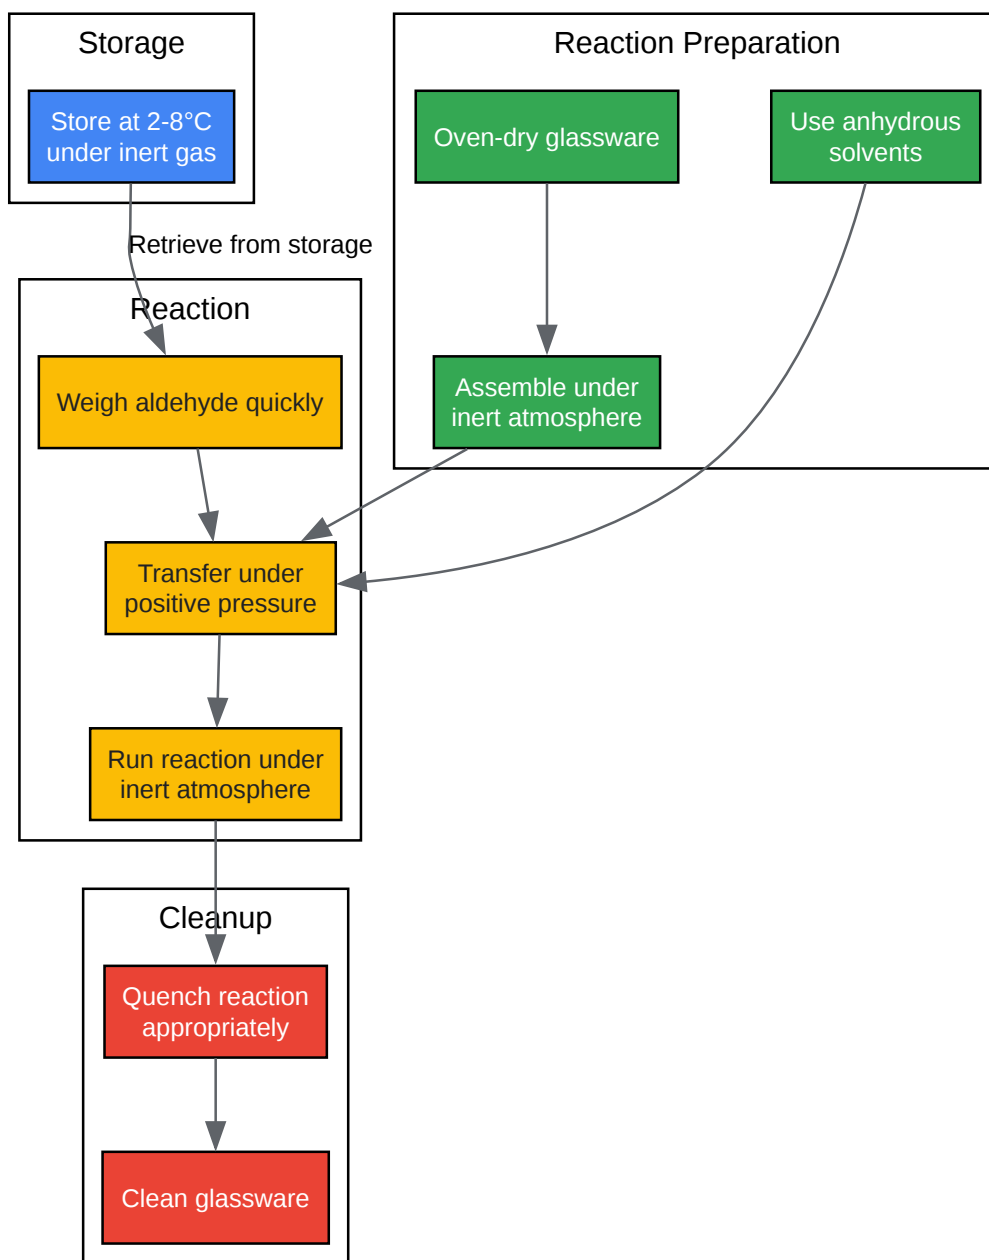 Storage
Store at 2-8°C
under inert gas
Retrieve from storage
Reaction Preparation
Oven-dry glassware
Use anhydrous
solvents
Assemble under
inert atmosphere
Reaction
Weigh aldehyde quickly
Transfer under
positive pressure
Run reaction under
inert atmosphere
Cleanup
Quench reaction
appropriately
Clean glassware